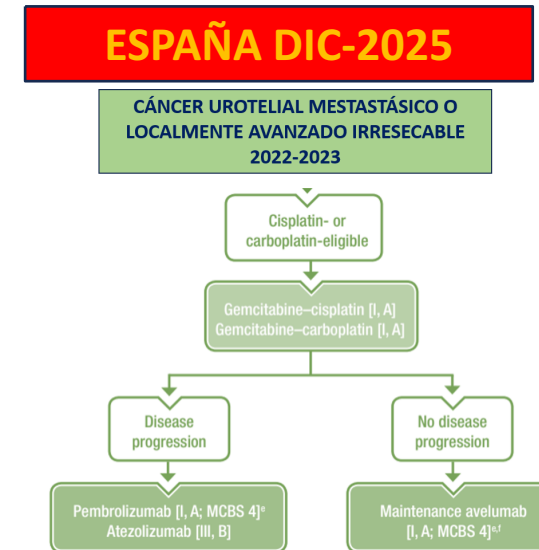 ESPAÑA DIC-2025
CÁNCER UROTELIAL MESTASTÁSICO O
LOCALMENTE AVANZADO IRRESECABLE
2022-2023
Cisplatin- or
carboplatin-eligible
Gemcitabine–cisplatin [I, A]
Gemcitabine–carboplatin [I, A]
Disease
progression
No disease
progression
Pembrolizumab [I, A; MCBS 4]ᵉ
Atezolizumab [III, B]
Maintenance avelumab
[I, A; MCBS 4]ᵉ,ᶠ